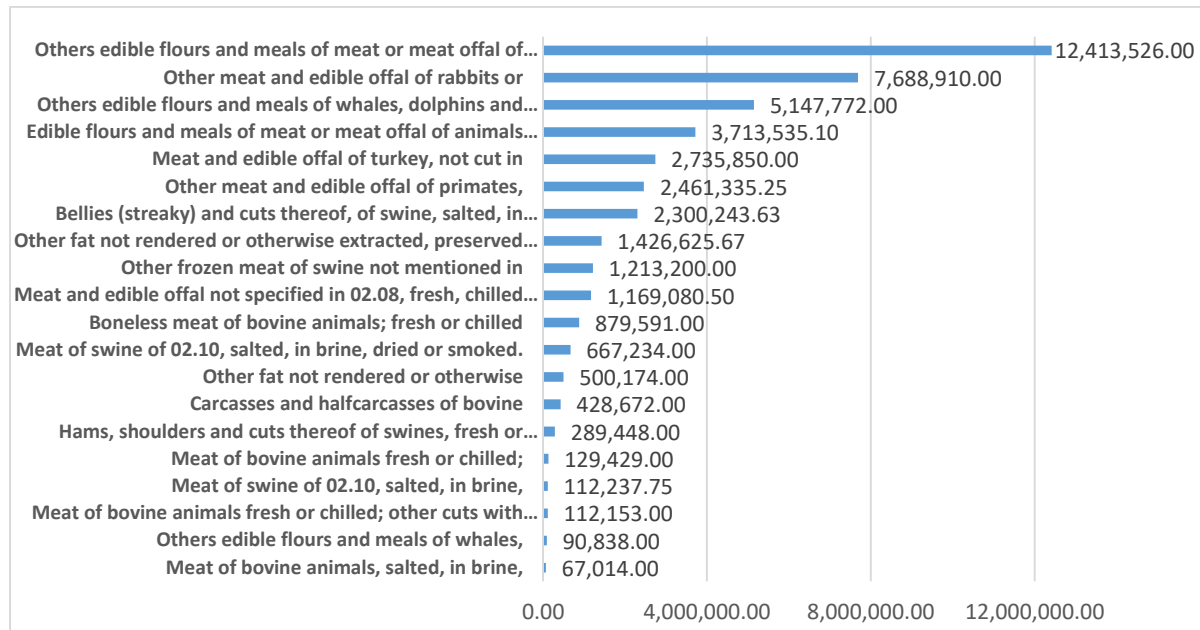 Others edible flours and meals of meat or meat offal of... 12,413,526.00
Other meat and edible offal of rabbits or 7,688,910.00
Others edible flours and meals of whales, dolphins and... 5,147,772.00
Edible flours and meals of meat or meat offal of animals... 3,713,535.10
Meat and edible offal of turkey, not cut in 2,735,850.00
Other meat and edible offal of primates, 2,461,335.25
Bellies (streaky) and cuts thereof, of swine, salted, in... 2,300,243.63
Other fat not rendered or otherwise extracted, preserved... 1,426,625.67
Other frozen meat of swine not mentioned in 1,213,200.00
Meat and edible offal not specified in 02.08, fresh, chilled... 1,169,080.50
Boneless meat of bovine animals; fresh or chilled 879,591.00
Meat of swine of 02.10, salted, in brine, dried or smoked. 667,234.00
Other fat not rendered or otherwise 500,174.00
Carcasses and halfcarcasses of bovine 428,672.00
Hams, shoulders and cuts thereof of swines, fresh or... 289,448.00
Meat of bovine animals fresh or chilled; 129,429.00
Meat of swine of 02.10, salted, in brine, 112,237.75
Meat of bovine animals fresh or chilled; other cuts with... 112,153.00
Others edible flours and meals of whales, 90,838.00
Meat of bovine animals, salted, in brine, 67,014.00
0.00 4,000,000.00 8,000,000.00 12,000,000.00